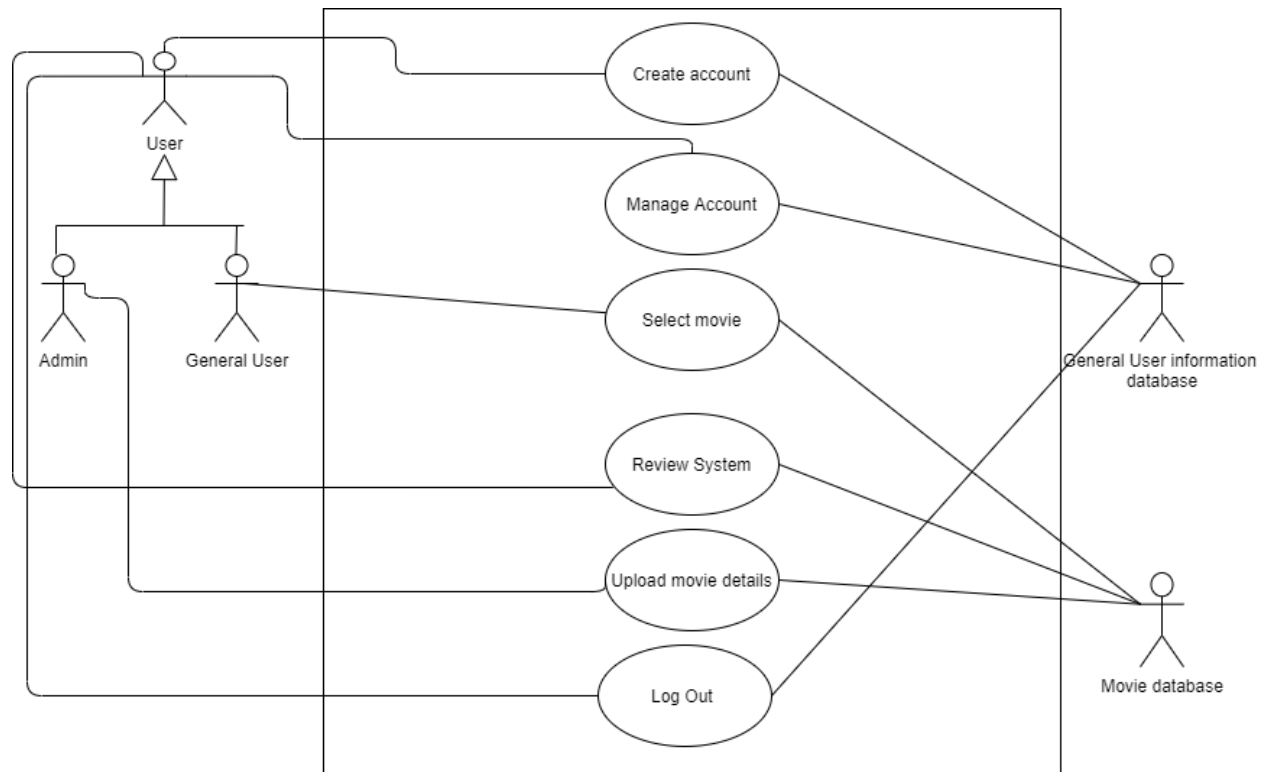 Create account
User
Manage Account
Select movie
Admin
General User
General User information
database
Review System
Upload movie details
Log Out
Movie database